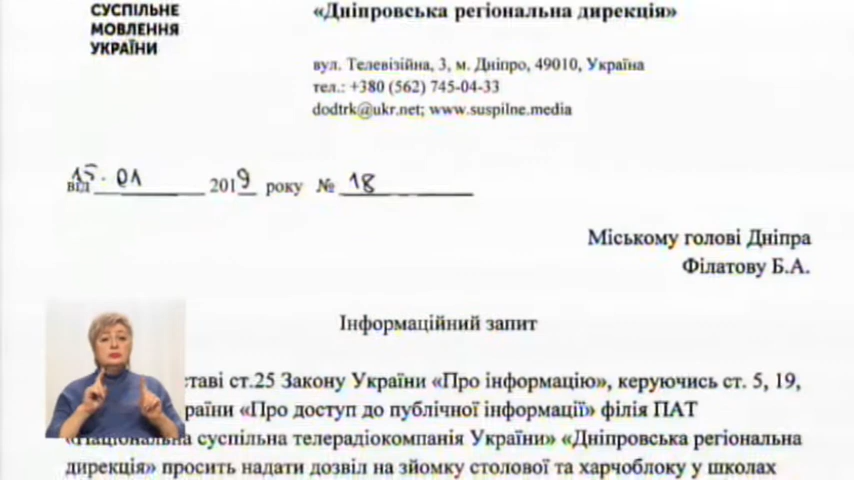 СУСПІЛЬНЕ
МОВЛЕННЯ
УКРАЇНИ
«Дніпровська регіональна дирекція»
вул. Телевізійна, 3, м. Дніпро, 49010, Україна
тел.: +380 (562) 745-04-33
dodtrk@ukr.net; www.suspilne.media
від 15.01 2019 року № 18
Міському голові Дніпра
Філатову Б.А.
Інформаційний запит
ставі ст.25 Закону України «Про інформацію», керуючись ст. 5, 19,
раїни «Про доступ до публічної інформації» філія ПАТ
«Національна суспільна телерадіокомпанія України» «Дніпровська регіональна
дирекція» просить надати дозвіл на зйомку столової та харчоблоку у школах